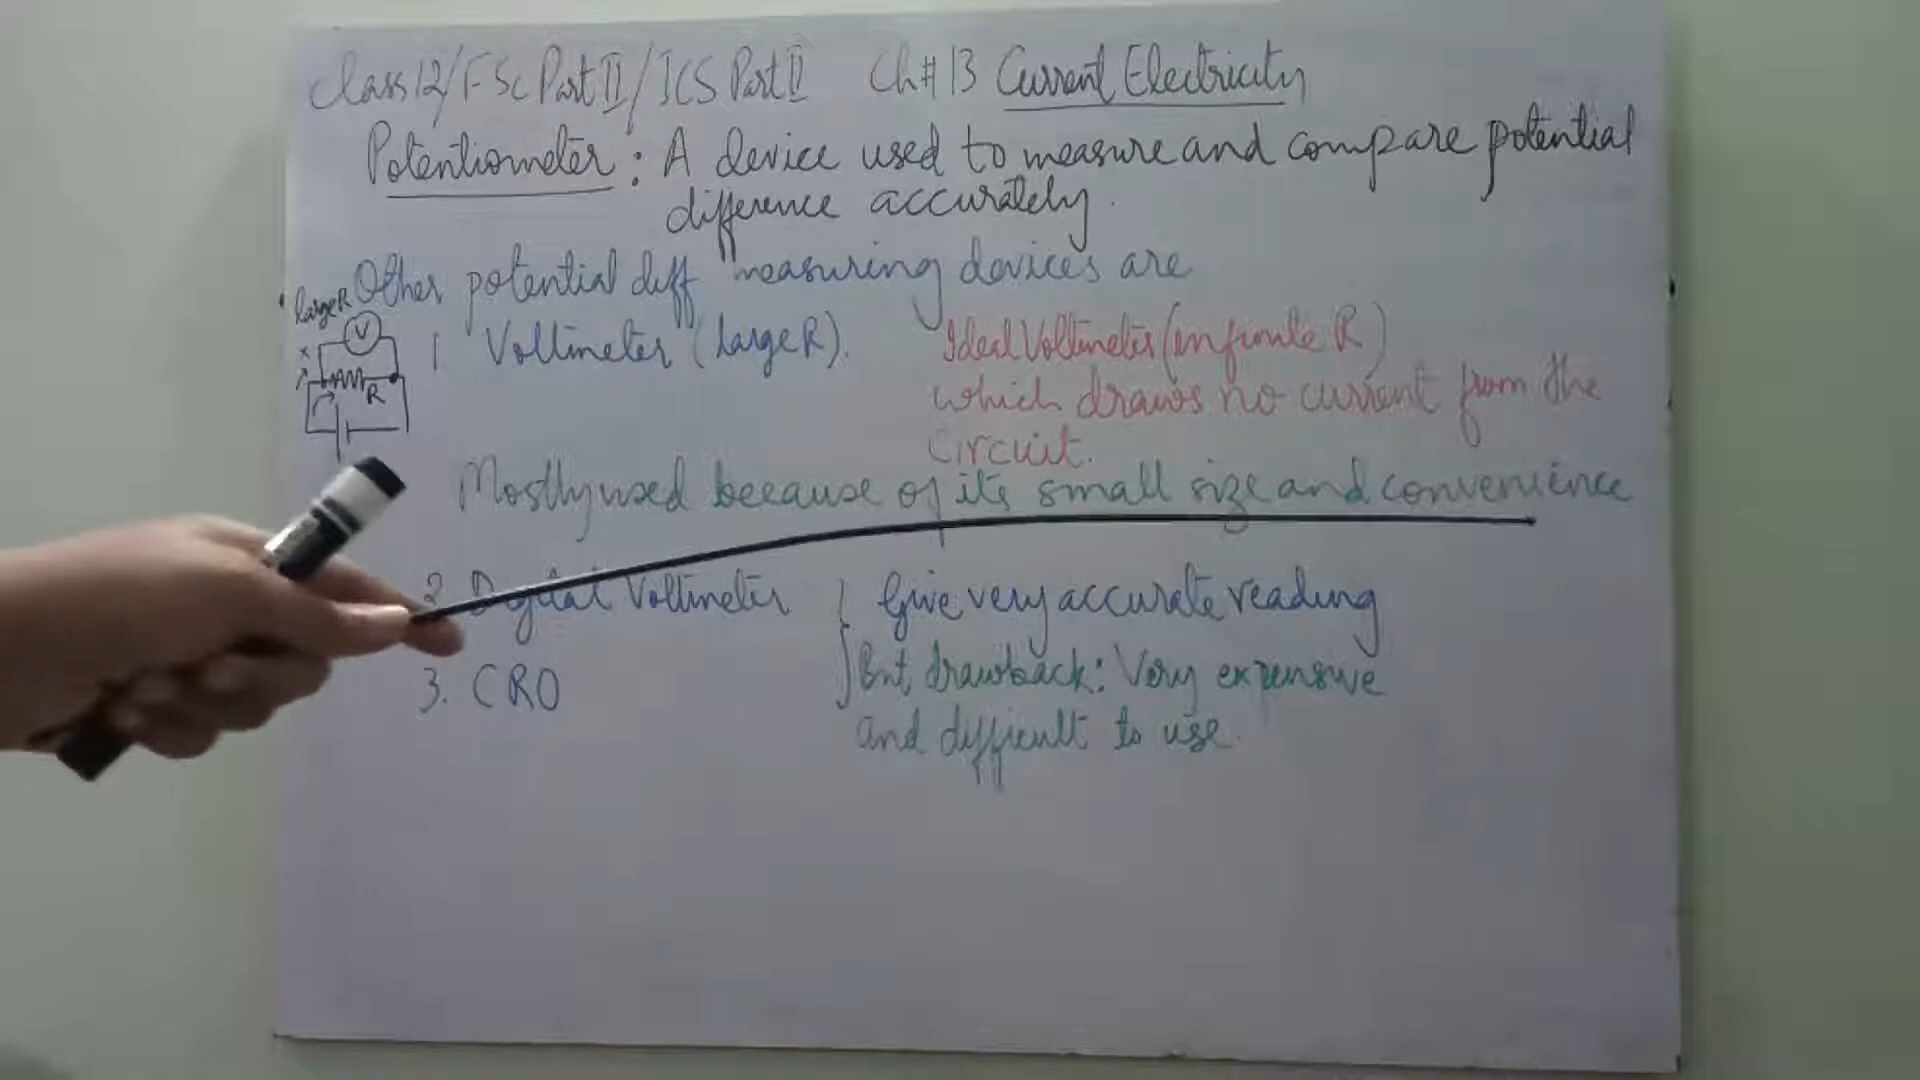 Class 12/F Sc Part II/ICS Part II Ch# 13 Current Electricity
Potentiometer: A device used to measure and compare potential
difference accurately.
Other potential diff measuring devices are
large R
V
R
1 Voltmeter (large R). Ideal Voltmeter (infinite R)
which draws no current from the
Circuit.
Mostly used because of its small size and convenience
2 Digital Voltmeter Give very accurate reading
But drawback: Very expensive
3. CRO
and difficult to use.